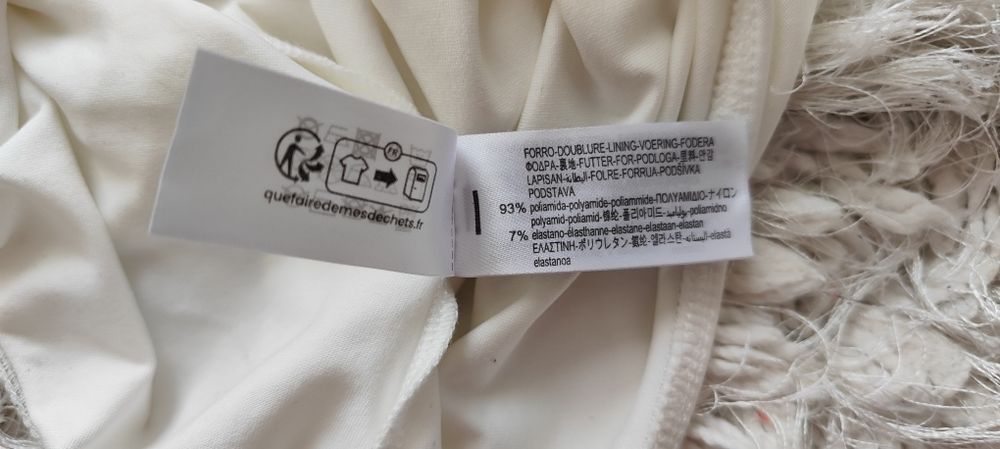 FR
quefairedemesdechets.fr
FORRO-DOUBLURE-LINING-VOERING-FODERA
ΦΟΔΡΑ-裏地-FUTTER-FOR-PODLOGA-里料-안감
LAPISAN-البطانة-FOLRE-FORRUA-PODŠÍVKA
PODSTAVA
93% poliamida-polyamide-poliammide-ΠΟΛΥΑΜΙΔΙΟ-ナイロン
polyamid-poliamid-锦纶-폴리아미드-بولياميد-poliamidno
7% elastano-élasthanne-elastane-elastaan-elastan
ΕΛΑΣΤΙΝΗ-ポリウレタン-氨纶-엘라스탄-الإيلاستان-elastà
elastanoa